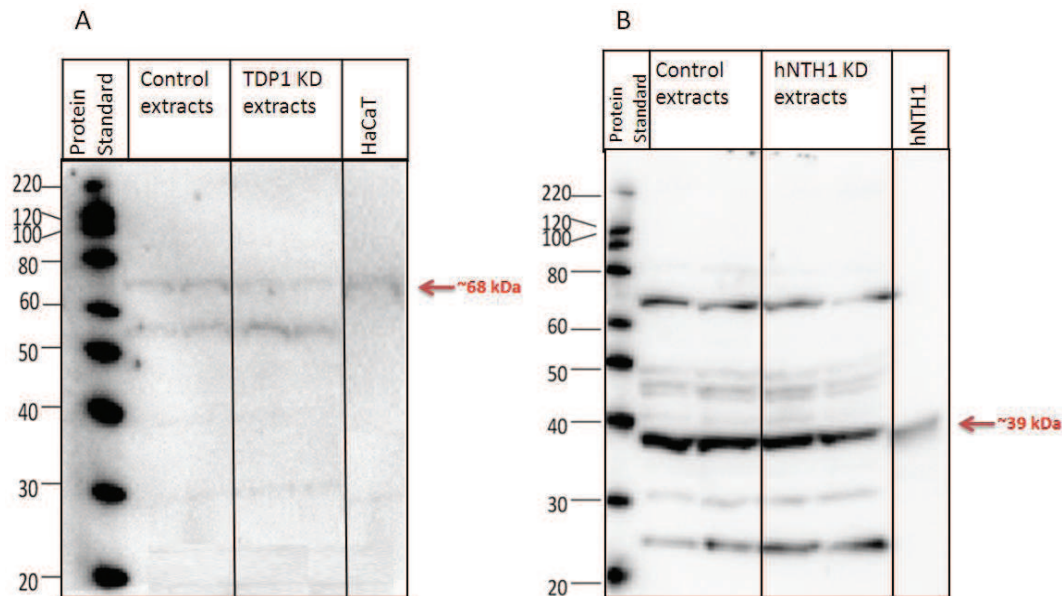 A
Protein
Standard
Control
extracts
TDP1 KD
extracts
HaCaT
220
120
100
80
60
50
40
30
20
~68 kDa
B
Protein
Standard
Control
extracts
hNTH1 KD
extracts
hNTH1
220
120
100
80
60
50
40
30
20
~39 kDa